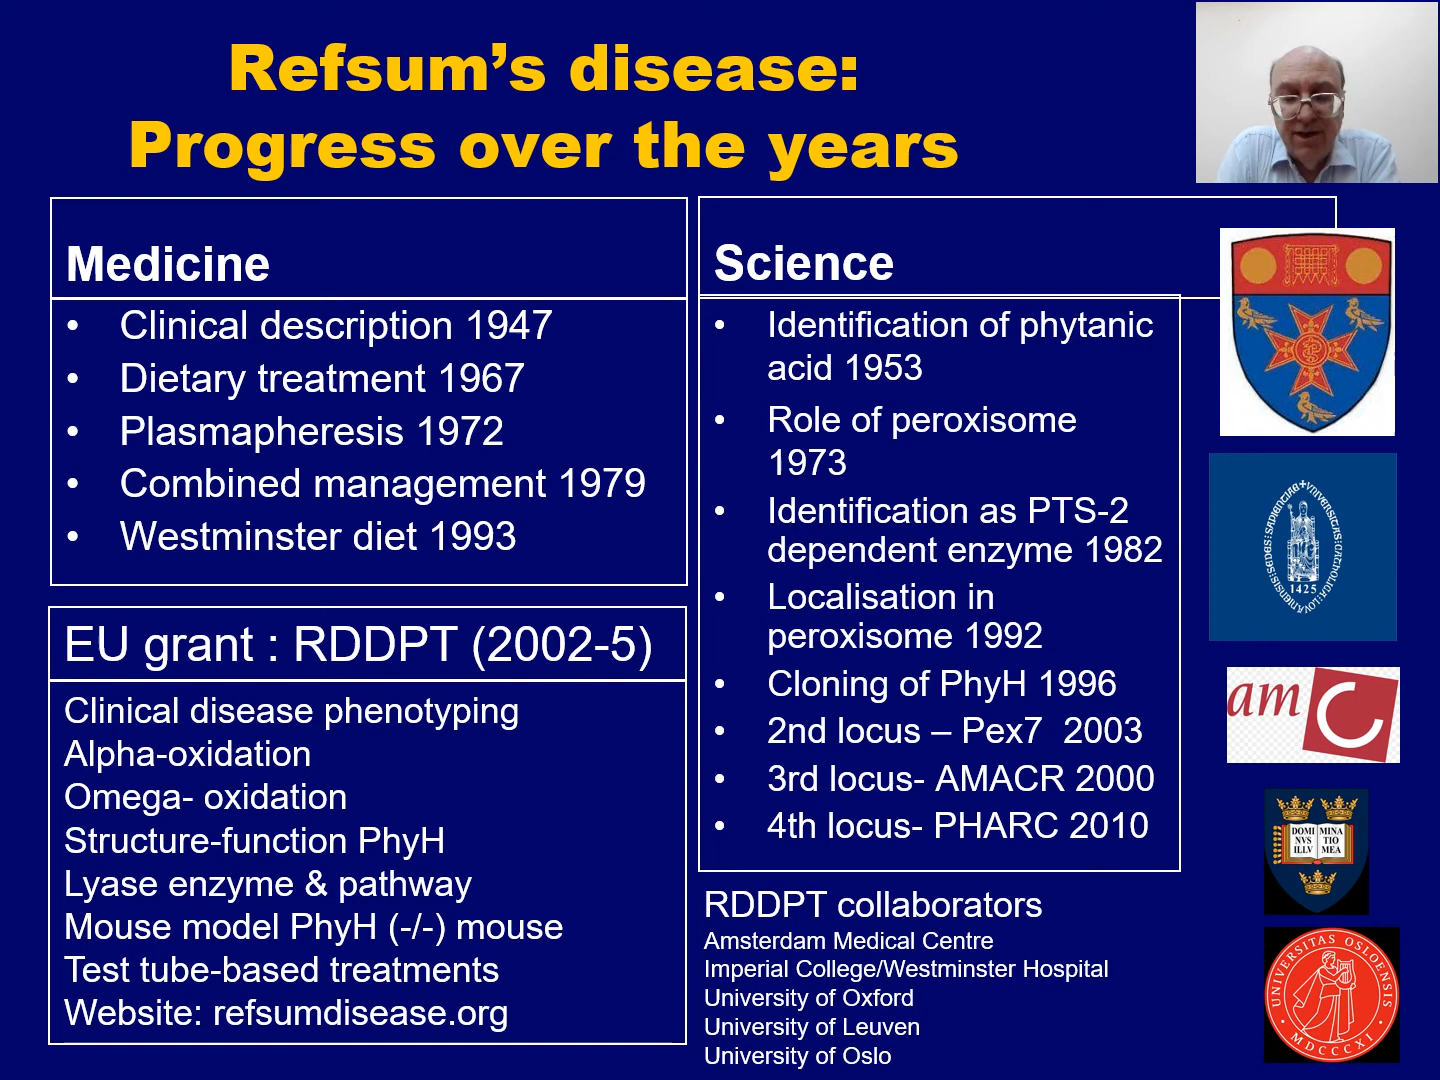 Refsum’s disease:
Progress over the years
Medicine
• Clinical description 1947
• Dietary treatment 1967
• Plasmapheresis 1972
• Combined management 1979
• Westminster diet 1993
EU grant : RDDPT (2002-5)
Clinical disease phenotyping
Alpha-oxidation
Omega- oxidation
Structure-function PhyH
Lyase enzyme & pathway
Mouse model PhyH (-/-) mouse
Test tube-based treatments
Website: refsumdisease.org
Science
• Identification of phytanic
acid 1953
• Role of peroxisome
1973
• Identification as PTS-2
dependent enzyme 1982
• Localisation in
peroxisome 1992
• Cloning of PhyH 1996
• 2nd locus – Pex7  2003
• 3rd locus- AMACR 2000
• 4th locus- PHARC 2010
RDDPT collaborators
Amsterdam Medical Centre
Imperial College/Westminster Hospital
University of Oxford
University of Leuven
University of Oslo
1425
amc
DOMI MINA
NVS TIO
ILLV MEA
UNIVERSITAS OSLOENSIS
MDCCCXI